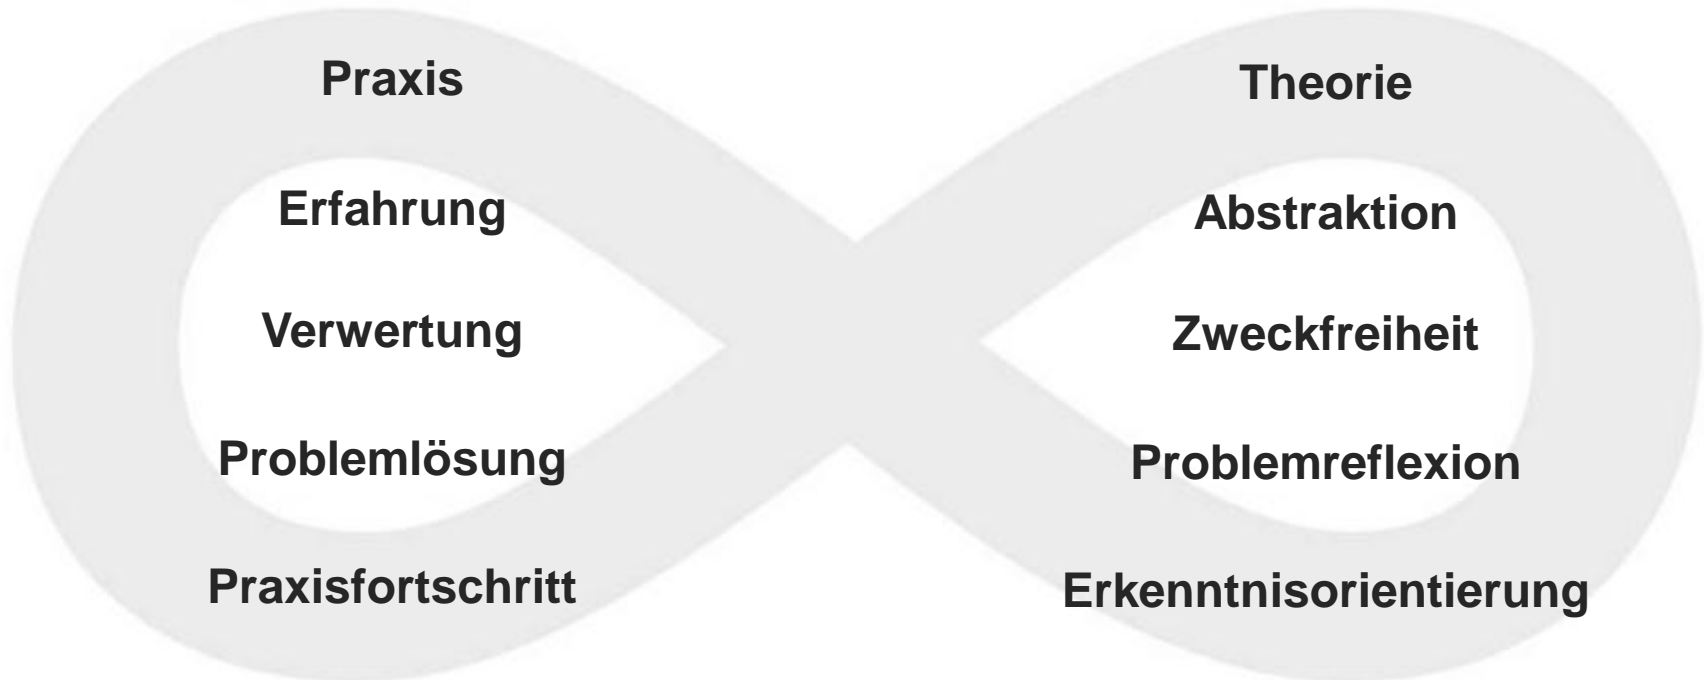 Praxis
Erfahrung
Verwertung
Problemlösung
Praxisfortschritt
Theorie
Abstraktion
Zweckfreiheit
Problemreflexion
Erkenntnisorientierung